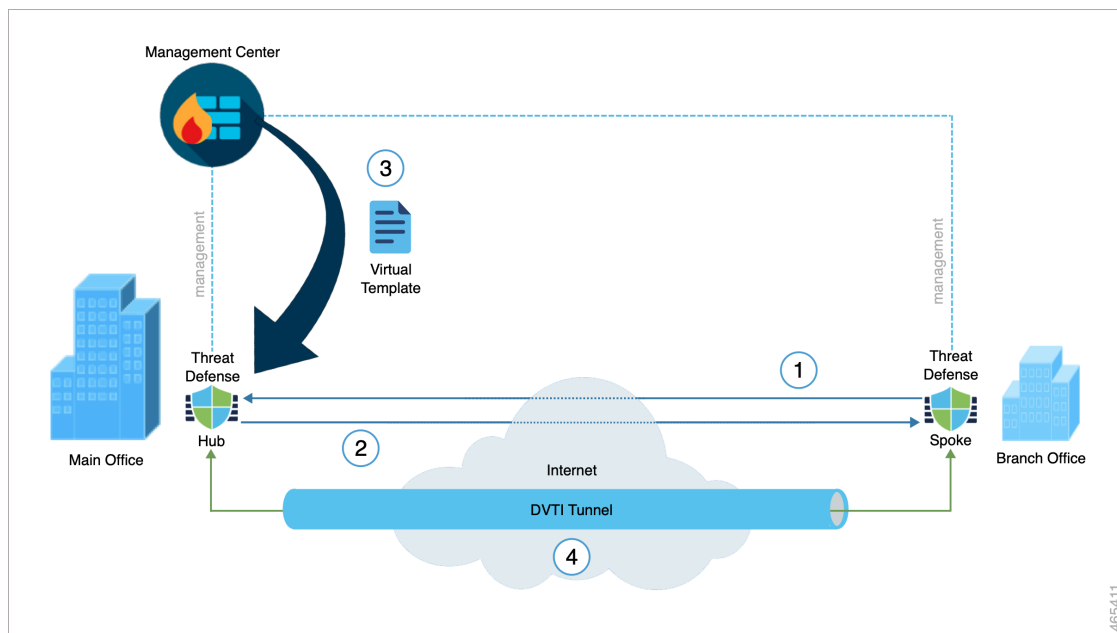 Management Center
3
management
Virtual
Template
management
Threat
Defense
Hub
Main Office
1
2
Threat
Defense
Spoke
Branch Office
Internet
DVTI Tunnel
4
465411